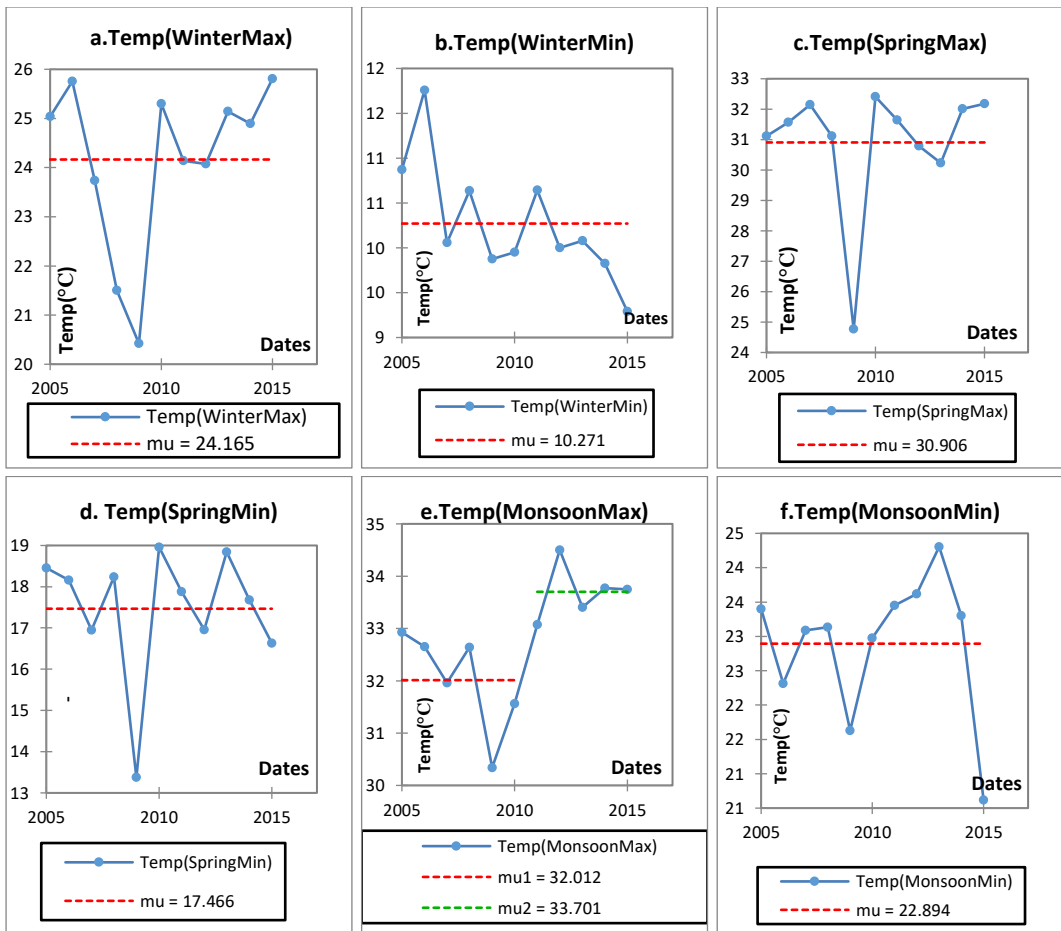 a.Temp(WinterMax)
26
25
24
23
22
21
20
Temp(°C)
Dates
2005 2010 2015
Temp(WinterMax)
mu = 24.165
b.Temp(WinterMin)
12
12
11
11
10
10
9
Temp(°C)
Dates
2005 2010 2015
Temp(WinterMin)
mu = 10.271
c.Temp(SpringMax)
33
32
31
30
29
28
27
26
25
24
Temp(°C)
Dates
2005 2010 2015
Temp(SpringMax)
mu = 30.906
d. Temp(SpringMin)
19
18
17
16
15
14
13
Dates
2005 2010 2015
Temp(SpringMin)
mu = 17.466
e.Temp(MonsoonMax)
35
34
33
32
31
30
Temp(°C)
Dates
2005 2010 2015
Temp(MonsoonMax)
mu1 = 32.012
mu2 = 33.701
f.Temp(MonsoonMin)
25
24
24
23
23
22
22
21
21
Temp(°C)
Dates
2005 2010 2015
Temp(MonsoonMin)
mu = 22.894